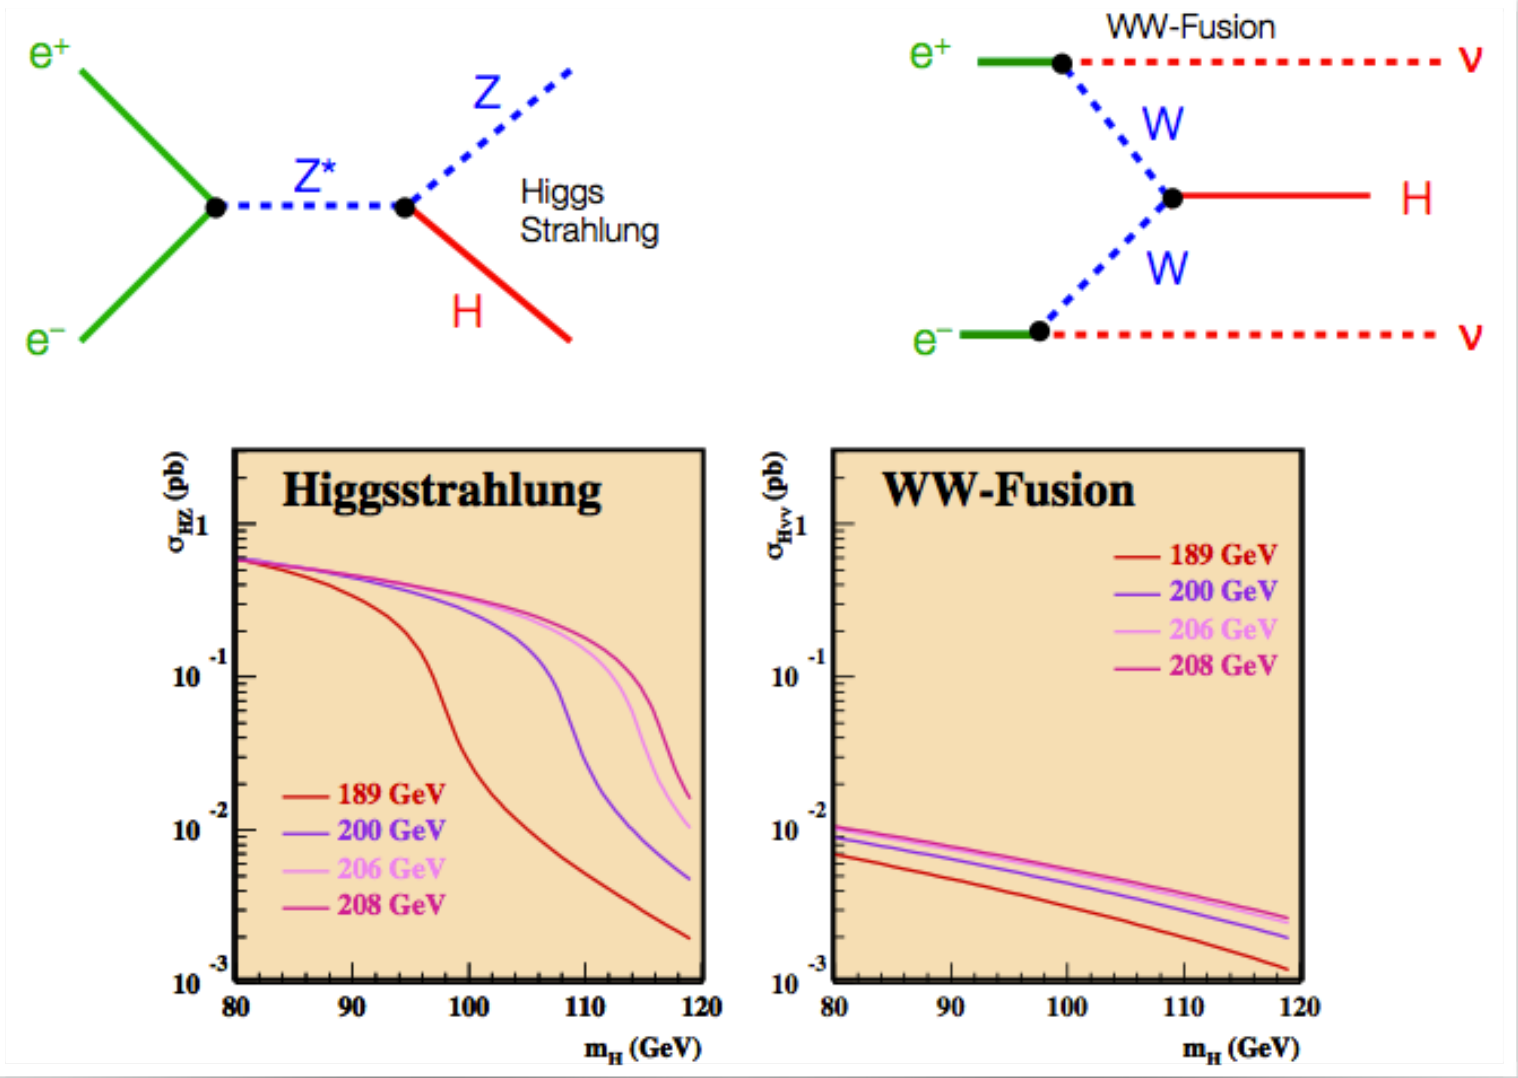 e⁺
Z
Z*
Higgs
Strahlung
H
e⁻
WW-Fusion
e⁺
ν
W
H
W
e⁻
ν
Higgsstrahlung
σHZ (pb)
1
10 -1
10 -2
10 -3
189 GeV
200 GeV
206 GeV
208 GeV
80 90 100 110 120
mH (GeV)
WW-Fusion
σHνν (pb)
1
10 -1
10 -2
10 -3
189 GeV
200 GeV
206 GeV
208 GeV
80 90 100 110 120
mH (GeV)